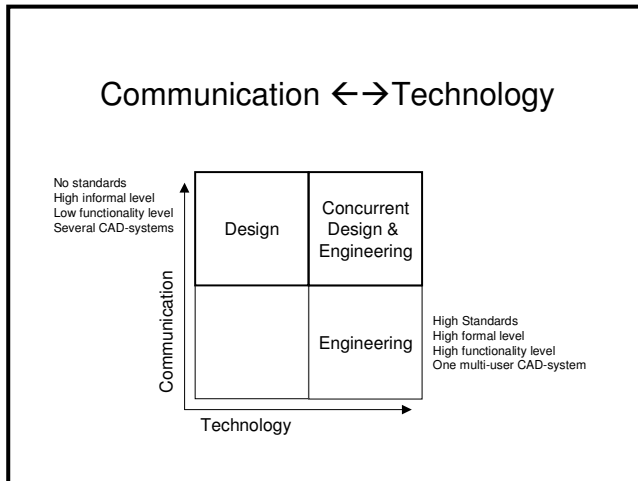 Communication ←→Technology
No standards
High informal level
Low functionality level
Several CAD-systems
Design
Concurrent
Design &
Engineering
Communication
Engineering
High Standards
High formal level
High functionality level
One multi-user CAD-system
Technology